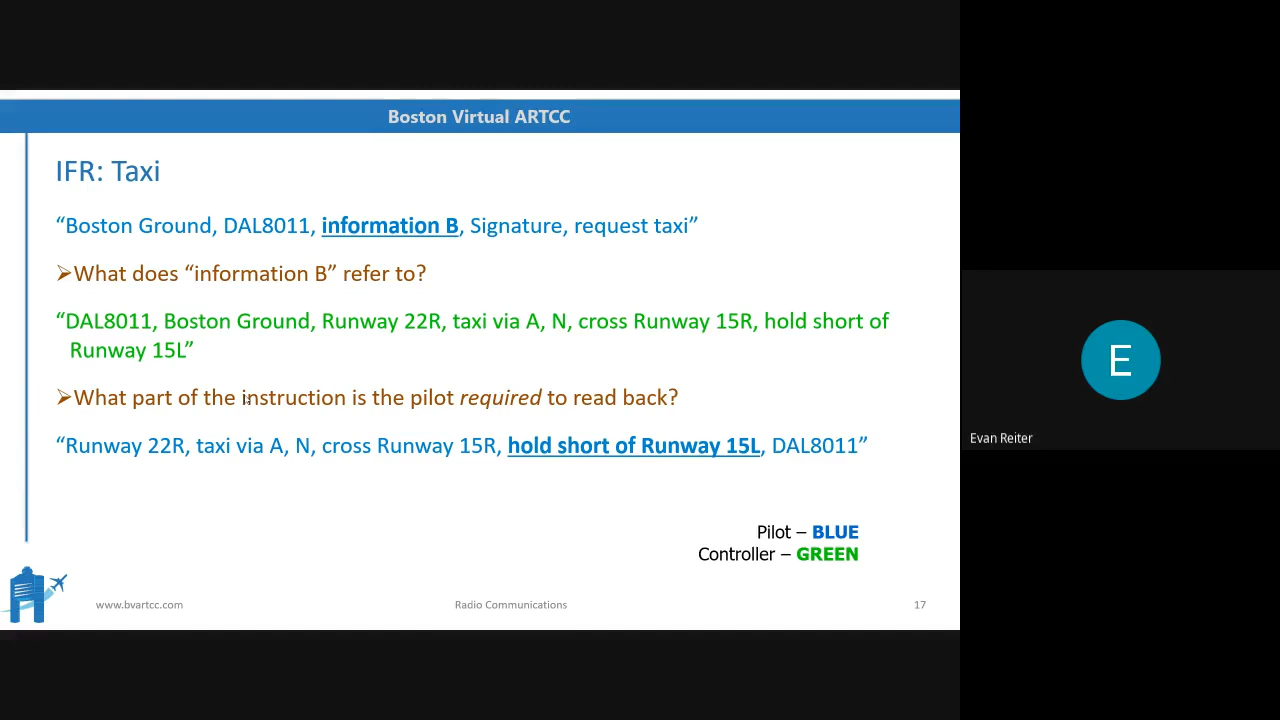 Boston Virtual ARTCC
IFR: Taxi
“Boston Ground, DAL8011, information B, Signature, request taxi”
➢What does “information B” refer to?
“DAL8011, Boston Ground, Runway 22R, taxi via A, N, cross Runway 15R, hold short of
Runway 15L”
➢What part of the instruction is the pilot required to read back?
“Runway 22R, taxi via A, N, cross Runway 15R, hold short of Runway 15L, DAL8011”
Pilot – BLUE
Controller – GREEN
www.bvartcc.com
Radio Communications
17
E
Evan Reiter